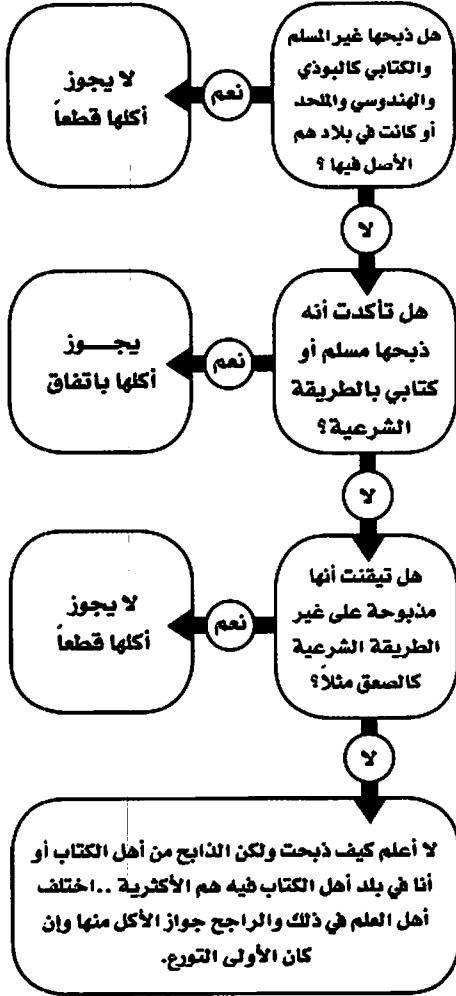 هل ذبحها غير المسلم
والكتابي كالبوذي
والهندوسي والملحد
أو كانت في بلاد هم
الأصل فيها ؟
نعم
لا يجوز
أكلها قطعاً
لا
هل تأكدت أنه
ذبحها مسلم أو
كتابي بالطريقة
الشرعية؟
نعم
يجـــوز
أكلها باتفاق
لا
هل تيقنت أنها
مذبوحة على غير
الطريقة الشرعية
كالصعق مثلاً؟
نعم
لا يجوز
أكلها قطعاً
لا
لا أعلم كيف ذبحت ولكن الذابح من أهل الكتاب أو
أنا في بلد أهل الكتاب فيه هم الأكثرية ..اختلف
أهل العلم في ذلك والراجح جواز الأكل منها وإن
كان الأولى التورع.